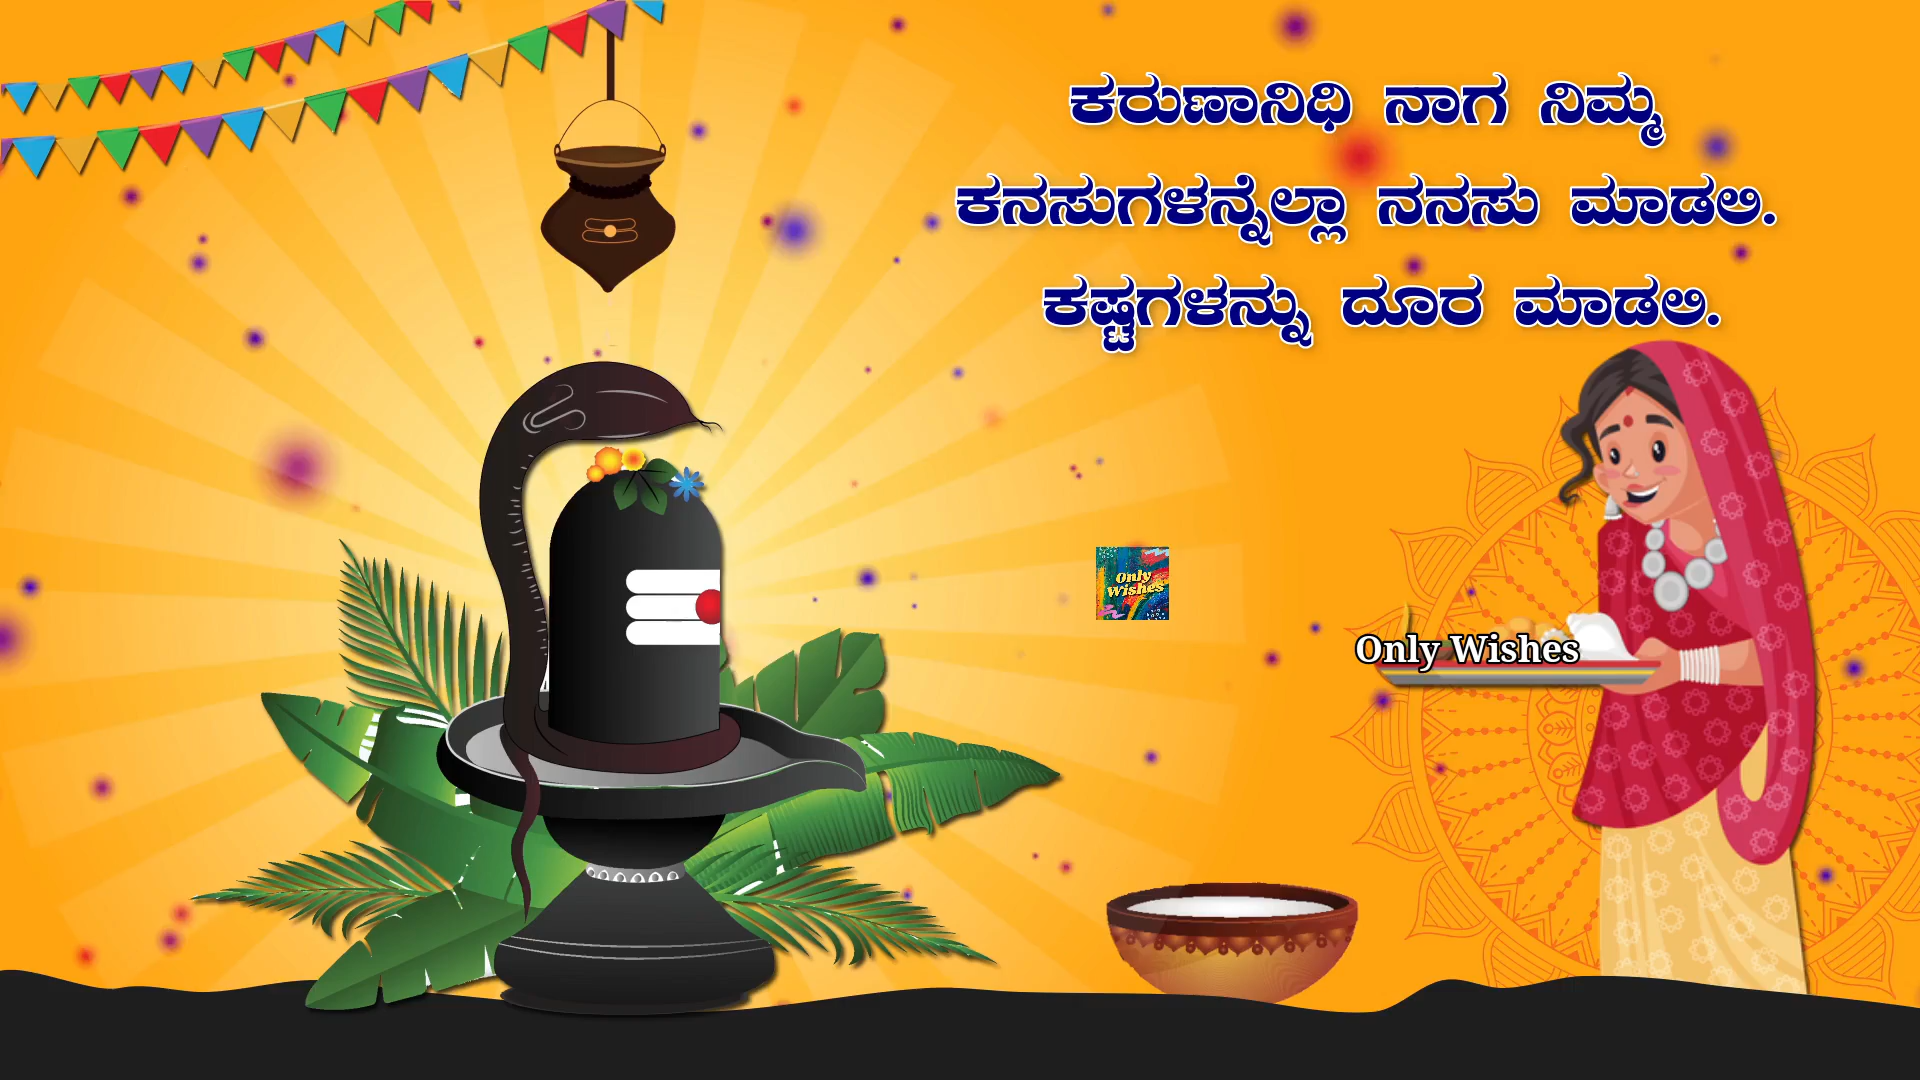 ಕರುಣಾನಿಧಿ ನಾಗ ನಿಮ್ಮ
ಕನಸುಗಳನ್ನೆಲ್ಲಾ ನನಸು ಮಾಡಲಿ.
ಕಷ್ಟಗಳನ್ನು ದೂರ ಮಾಡಲಿ.
Only
Wishes
Only Wishes